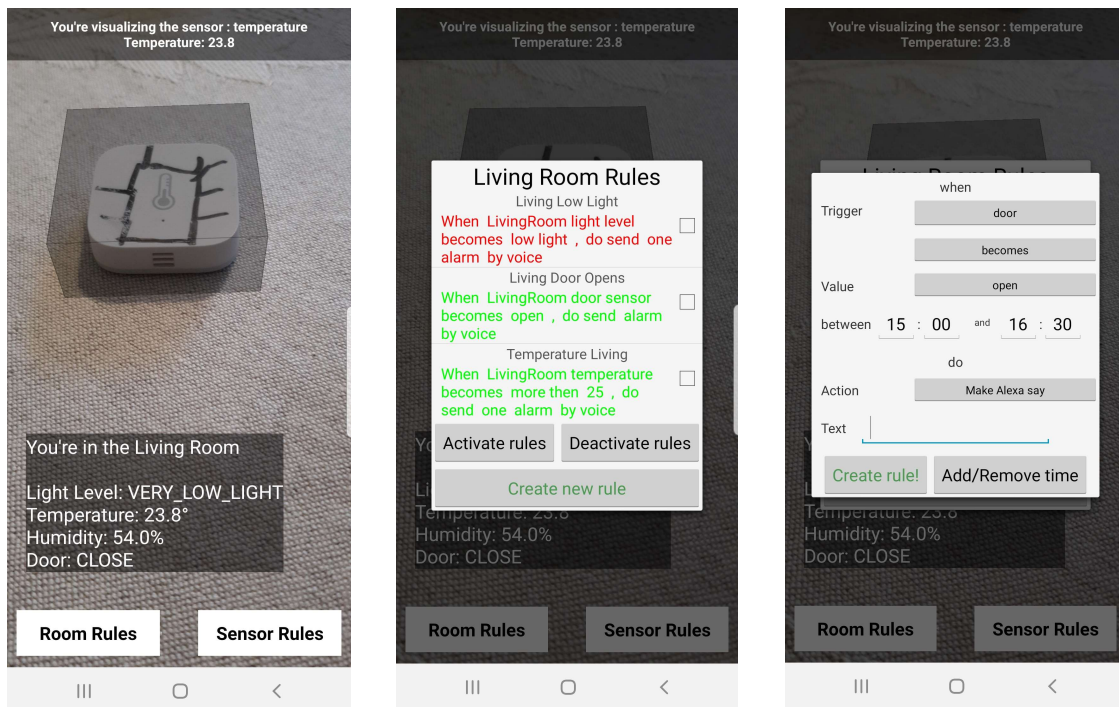 You're visualizing the sensor : temperature
Temperature: 23.8
You're in the Living Room
Light Level: VERY_LOW_LIGHT
Temperature: 23.8°
Humidity: 54.0%
Door: CLOSE
Room Rules
Sensor Rules
You're visualizing the sensor : temperature
Temperature: 23.8
Living Room Rules
Living Low Light
When LivingRoom light level
becomes low light , do send one
alarm by voice
Living Door Opens
When LivingRoom door sensor
becomes open , do send alarm
by voice
Temperature Living
When LivingRoom temperature
becomes more then 25 , do
send one alarm by voice
Activate rules
Deactivate rules
Create new rule
Temperature: 23.8
Humidity: 54.0%
Door: CLOSE
Room Rules
Sensor Rules
You're visualizing the sensor : temperature
Temperature: 23.8
when
Trigger
door
becomes
Value
open
between 15 : 00 and 16 : 30
do
Action
Make Alexa say
Text
Create rule!
Add/Remove time
Temperature: 23.8
Humidity: 54.0%
Door: CLOSE
Room Rules
Sensor Rules